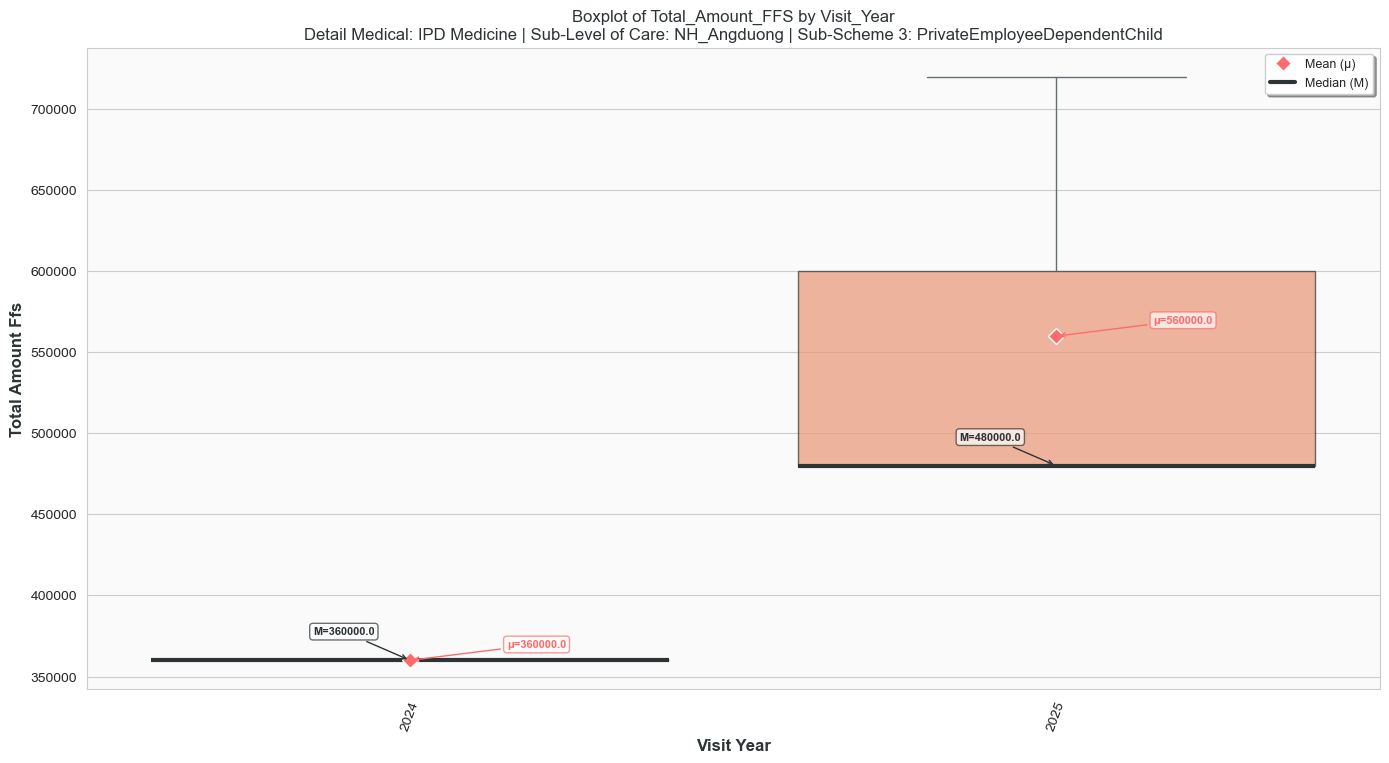 Boxplot of Total_Amount_FFS by Visit_Year
Detail Medical: IPD Medicine | Sub-Level of Care: NH_Angduong | Sub-Scheme 3: PrivateEmployeeDependentChild
Mean (μ)
Median (M)
Total Amount Ffs
700000
650000
600000
550000
500000
450000
400000
350000
μ=560000.0
M=480000.0
M=360000.0
μ=360000.0
2024
2025
Visit Year